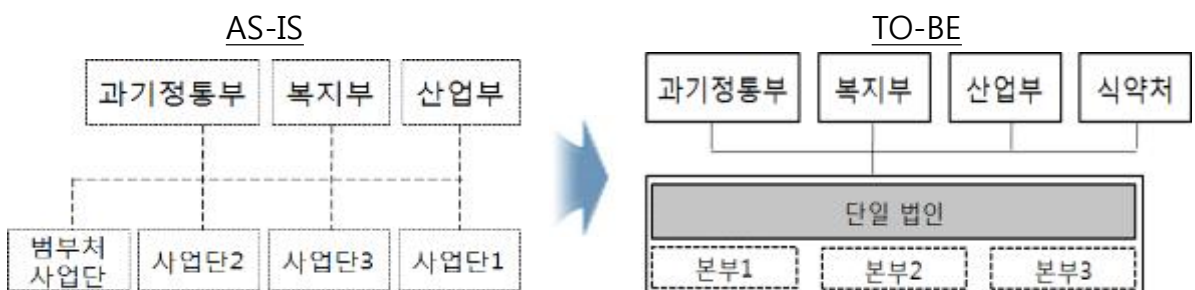 AS-IS
TO-BE
과기정통부 복지부 산업부
과기정통부 복지부 산업부 식약처
단일 법인
범부처
사업단
사업단2 사업단3 사업단1
본부1 본부2 본부3